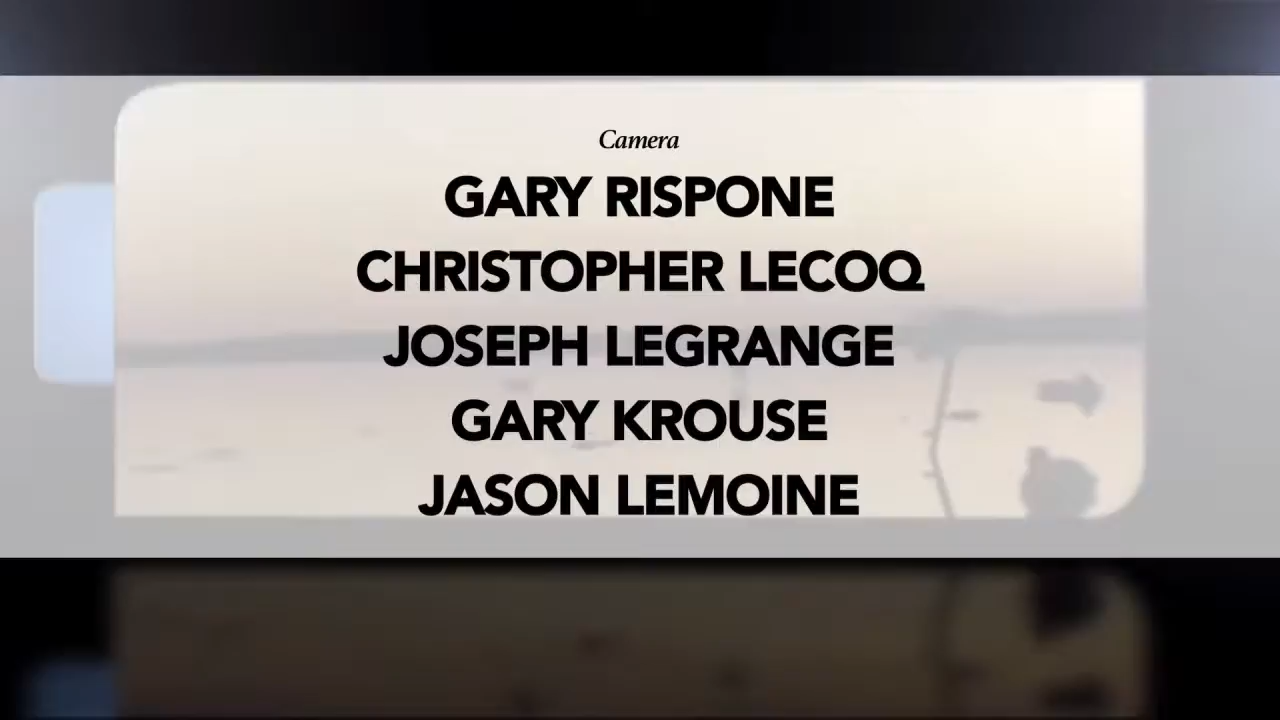 Camera
GARY RISPONE
CHRISTOPHER LECOQ
JOSEPH LEGRANGE
GARY KROUSE
JASON LEMOINE